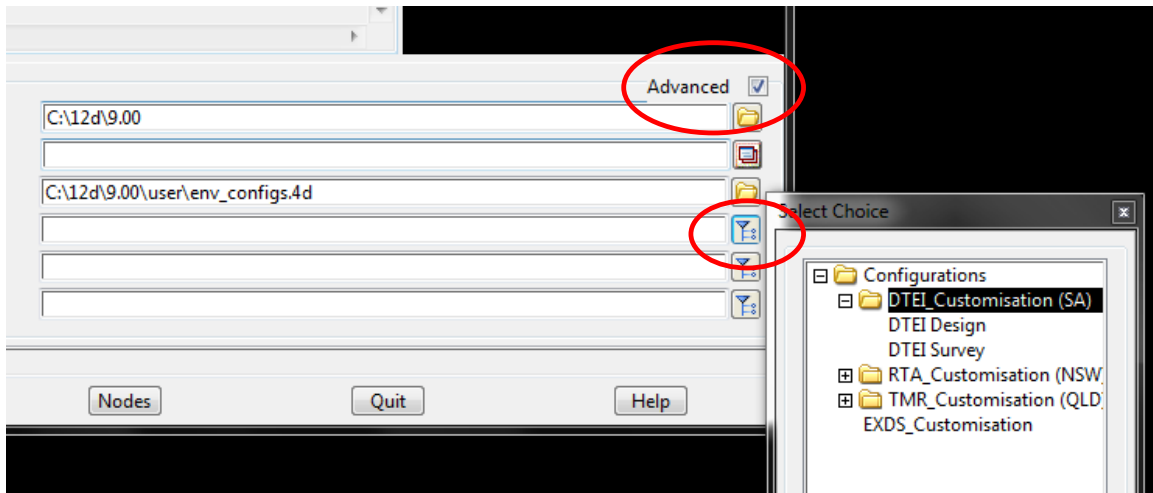 Advanced
C:\12d\9.00
C:\12d\9.00\user\env_configs.4d
Select Choice
Configurations
DTEI_Customisation (SA)
DTEI Design
DTEI Survey
RTA_Customisation (NSW
TMR_Customisation (QLD
EXDS_Customisation
Nodes
Quit
Help